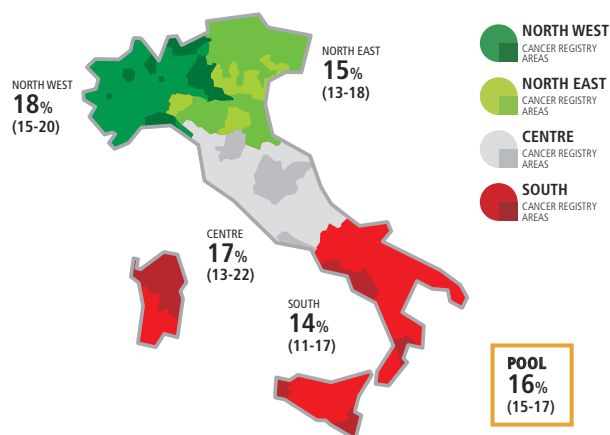 NORTH WEST
18%
(15-20)
NORTH EAST
15%
(13-18)
CENTRE
17%
(13-22)
SOUTH
14%
(11-17)
NORTH WEST
CANCER REGISTRY
AREAS
NORTH EAST
CANCER REGISTRY
AREAS
CENTRE
CANCER REGISTRY
AREAS
SOUTH
CANCER REGISTRY
AREAS
POOL
16%
(15-17)